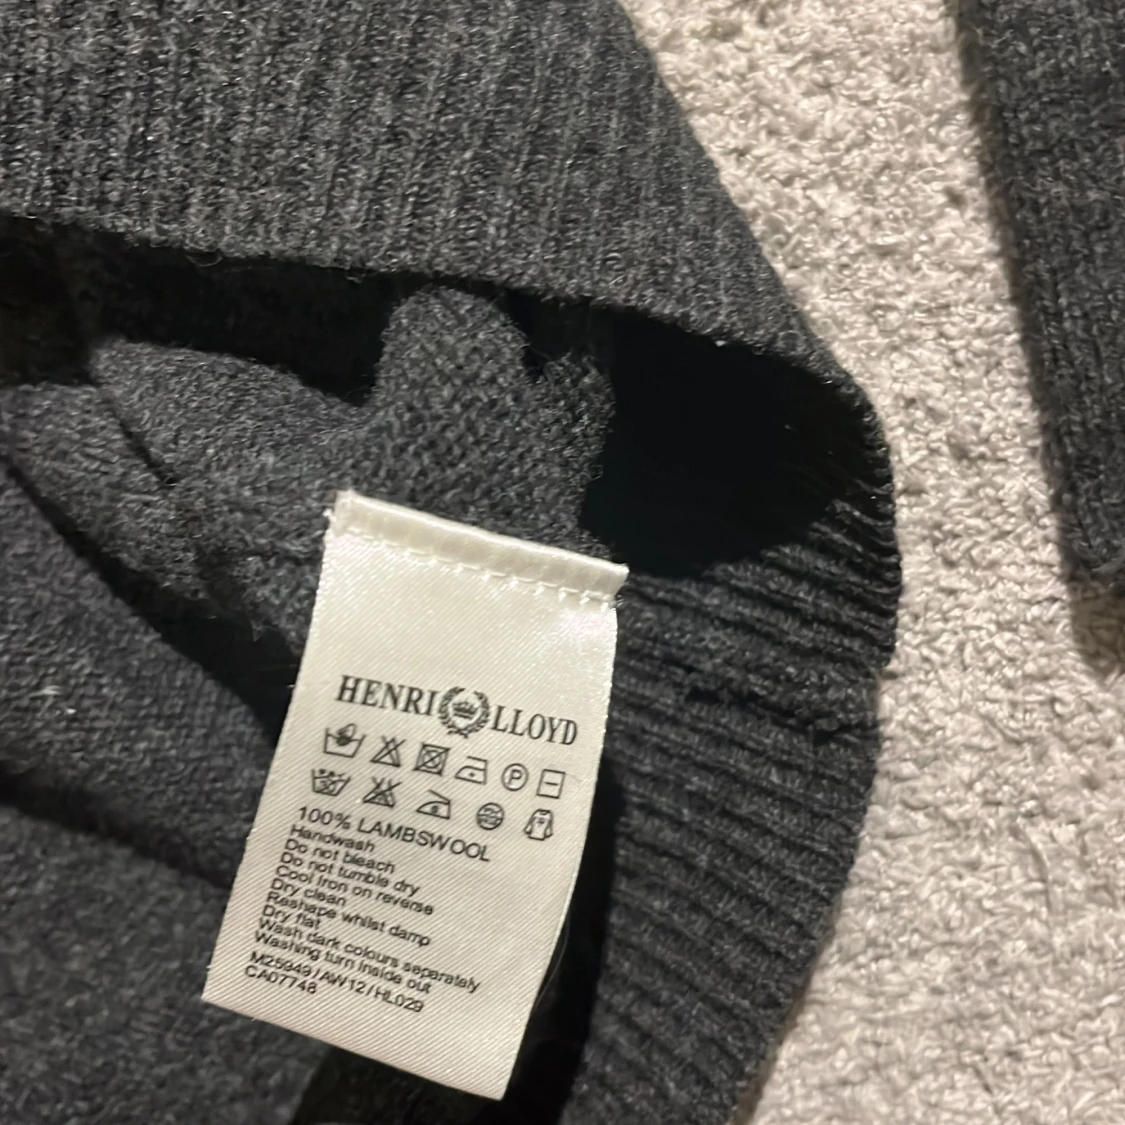 HENRI LLOYD
P
30
100% LAMBSWOOL
Handwash
Do not bleach
Do not tumble dry
Cool Iron on reverse
Dry clean
Reshape whilst damp
Dry flat
Wash dark colours separately
Washing turn inside out
M25949/AW12/HL029
CA07748